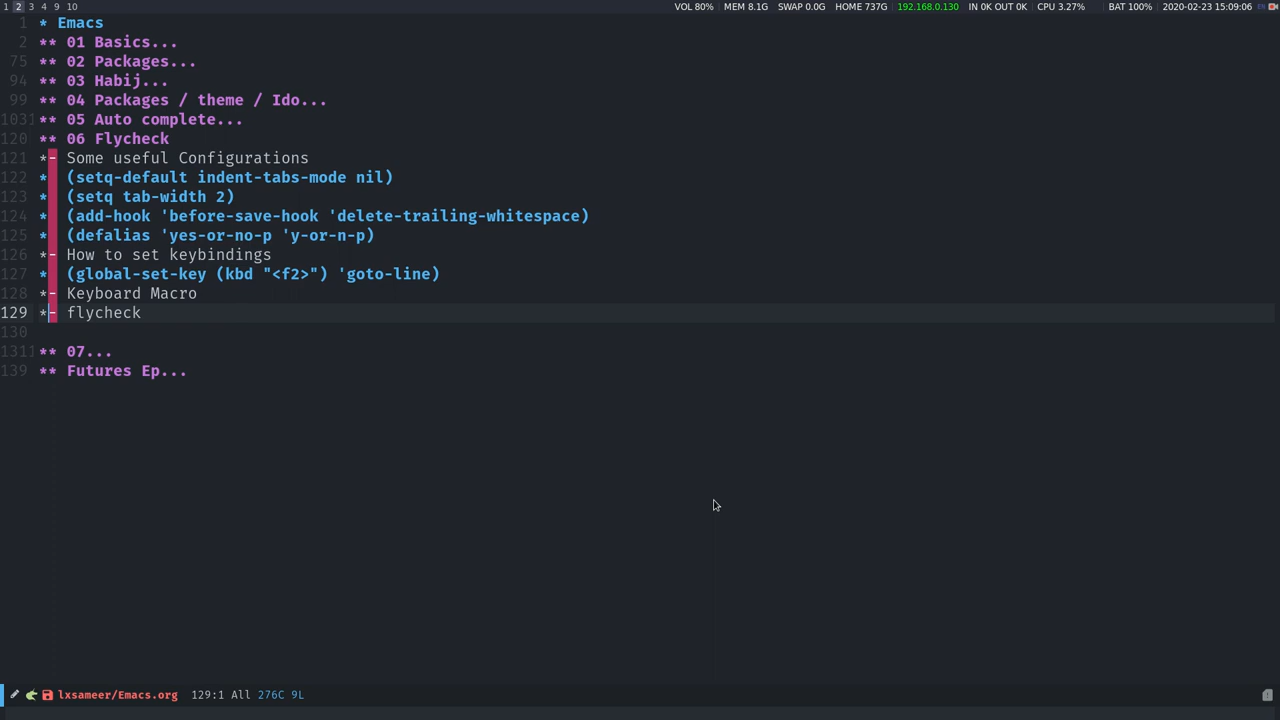 1 2 3 4 9 10 VOL 80% MEM 8.1G SWAP 0.0G HOME 737G 192.168.0.130 IN 0K OUT 0K CPU 3.27% BAT 100% 2020-02-23 15:09:06
1 * Emacs
2 ** 01 Basics...
75 ** 02 Packages...
94 ** 03 Habij...
99 ** 04 Packages / theme / Ido...
103 ** 05 Auto complete...
120 ** 06 Flycheck
121 *- Some useful Configurations
122 * (setq-default indent-tabs-mode nil)
123 * (setq tab-width 2)
124 * (add-hook 'before-save-hook 'delete-trailing-whitespace)
125 * (defalias 'yes-or-no-p 'y-or-n-p)
126 *- How to set keybindings
127 * (global-set-key (kbd "<f2>") 'goto-line)
128 *- Keyboard Macro
129 *- flycheck
130
131 ** 07...
139 ** Futures Ep...
lxsameer/Emacs.org 129:1 All 276C 9L